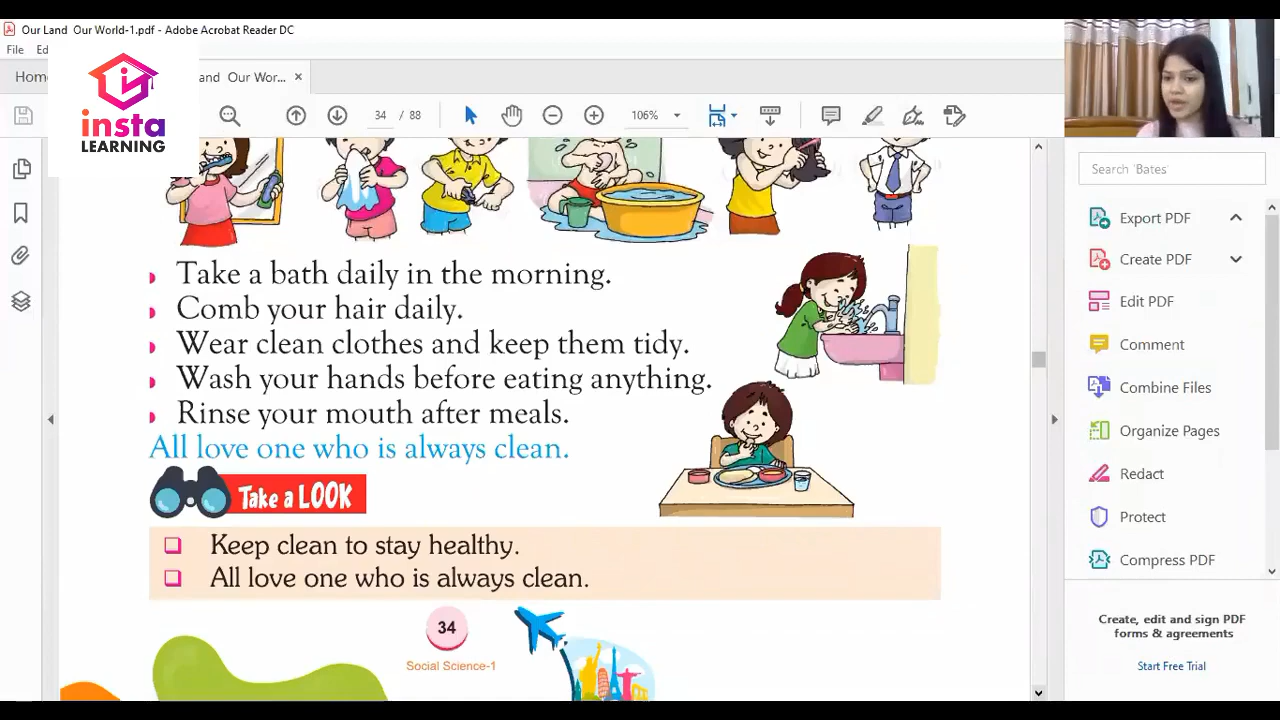 Our Land Our World-1.pdf - Adobe Acrobat Reader DC
File Ed
Hom
and Our Wor... ×
insta
LEARNING
34 / 88
106%
Search 'Bates'
Export PDF
Create PDF
Edit PDF
Comment
Combine Files
Organize Pages
Redact
Protect
Compress PDF
Create, edit and sign PDF
forms & agreements
Start Free Trial
Take a bath daily in the morning.
Comb your hair daily.
Wear clean clothes and keep them tidy.
Wash your hands before eating anything.
Rinse your mouth after meals.
All love one who is always clean.
Take a LOOK
Keep clean to stay healthy.
All love one who is always clean.
34
Social Science-1